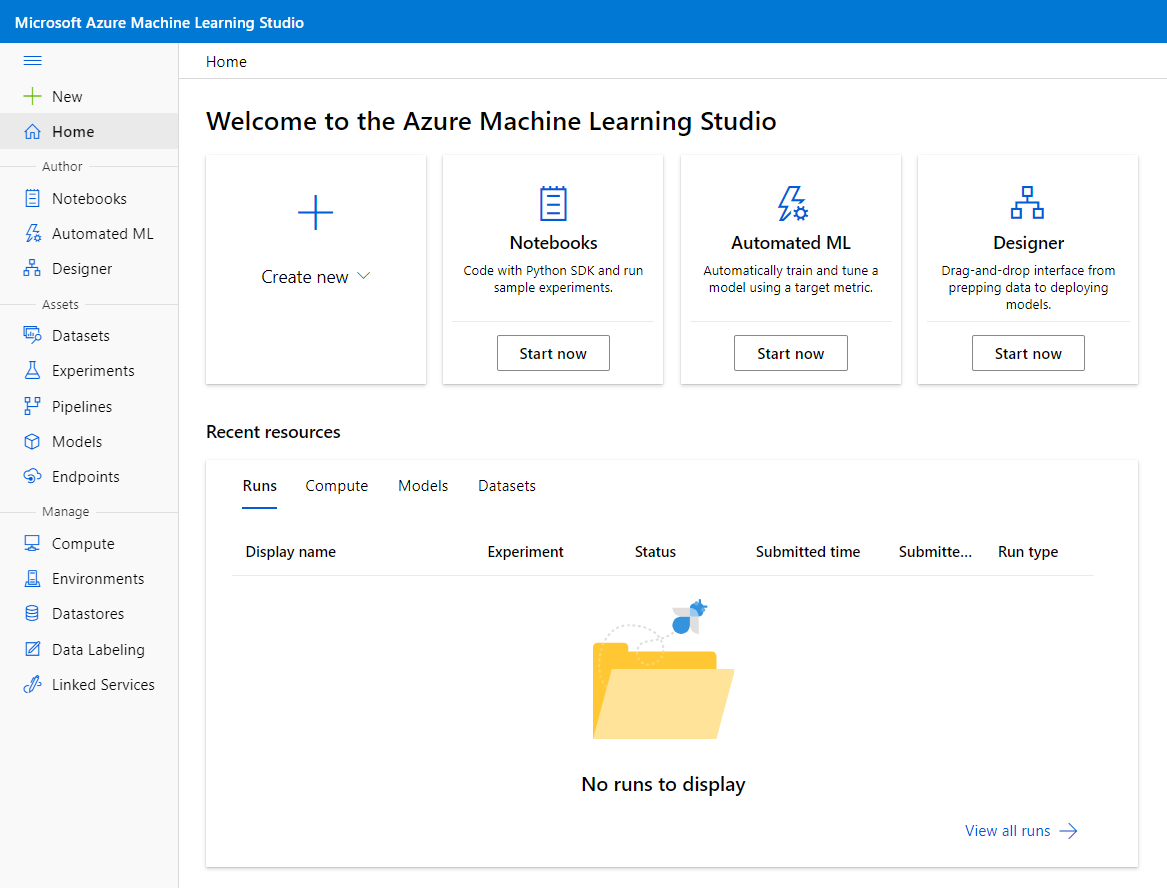 Microsoft Azure Machine Learning Studio
Home
New
Home
Author
Notebooks
Automated ML
Designer
Assets
Datasets
Experiments
Pipelines
Models
Endpoints
Manage
Compute
Environments
Datastores
Data Labeling
Linked Services
Welcome to the Azure Machine Learning Studio
Create new
Notebooks
Code with Python SDK and run
sample experiments.
Start now
Automated ML
Automatically train and tune a
model using a target metric.
Start now
Designer
Drag-and-drop interface from
prepping data to deploying
models.
Start now
Recent resources
Runs Compute Models Datasets
Display name Experiment Status Submitted time Submitte... Run type
No runs to display
View all runs